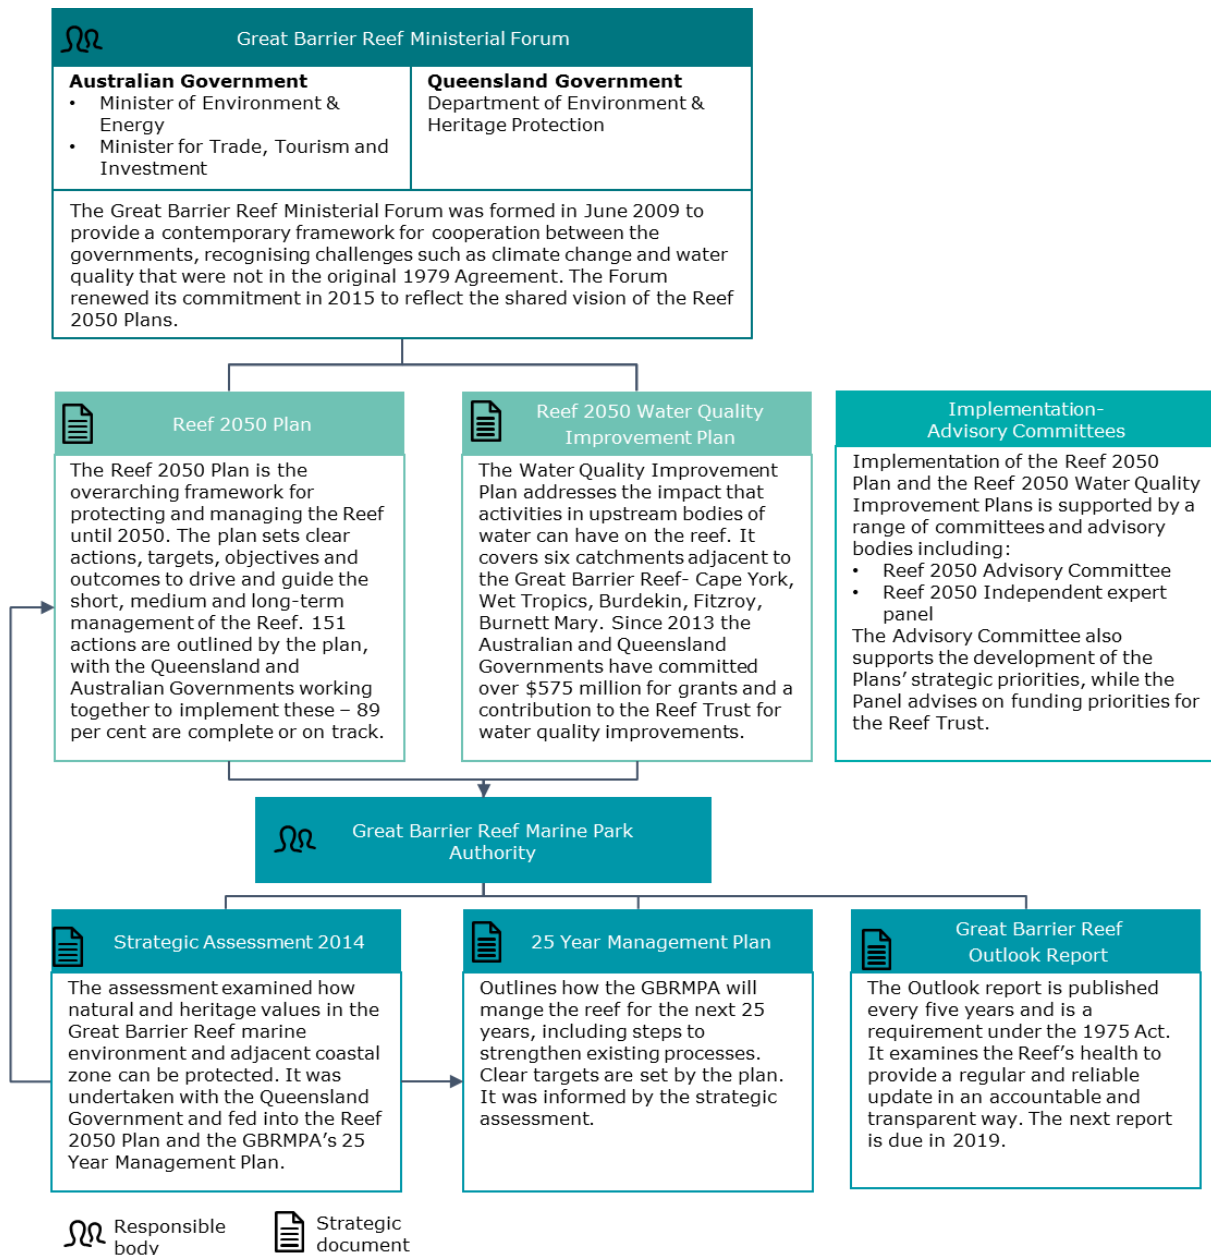 Great Barrier Reef Ministerial Forum
Australian Government
• Minister of Environment &
Energy
• Minister for Trade, Tourism and
Investment
Queensland Government
Department of Environment &
Heritage Protection
The Great Barrier Reef Ministerial Forum was formed in June 2009 to
provide a contemporary framework for cooperation between the
governments, recognising challenges such as climate change and water
quality that were not in the original 1979 Agreement. The Forum
renewed its commitment in 2015 to reflect the shared vision of the Reef
2050 Plans.
Reef 2050 Plan
The Reef 2050 Plan is the
overarching framework for
protecting and managing the Reef
until 2050. The plan sets clear
actions, targets, objectives and
outcomes to drive and guide the
short, medium and long-term
management of the Reef. 151
actions are outlined by the plan,
with the Queensland and
Australian Governments working
together to implement these – 89
per cent are complete or on track.
Reef 2050 Water Quality
Improvement Plan
The Water Quality Improvement
Plan addresses the impact that
activities in upstream bodies of
water can have on the reef. It
covers six catchments adjacent to
the Great Barrier Reef- Cape York,
Wet Tropics, Burdekin, Fitzroy,
Burnett Mary. Since 2013 the
Australian and Queensland
Governments have committed
over $575 million for grants and a
contribution to the Reef Trust for
water quality improvements.
Implementation-
Advisory Committees
Implementation of the Reef 2050
Plan and the Reef 2050 Water Quality
Improvement Plans is supported by a
range of committees and advisory
bodies including:
• Reef 2050 Advisory Committee
• Reef 2050 Independent expert
panel
The Advisory Committee also
supports the development of the
Plans’ strategic priorities, while the
Panel advises on funding priorities for
the Reef Trust.
Great Barrier Reef Marine Park
Authority
Strategic Assessment 2014
The assessment examined how
natural and heritage values in the
Great Barrier Reef marine
environment and adjacent coastal
zone can be protected. It was
undertaken with the Queensland
Government and fed into the Reef
2050 Plan and the GBRMPA’s 25
Year Management Plan.
25 Year Management Plan
Outlines how the GBRMPA will
mange the reef for the next 25
years, including steps to
strengthen existing processes.
Clear targets are set by the plan.
It was informed by the strategic
assessment.
Great Barrier Reef
Outlook Report
The Outlook report is published
every five years and is a
requirement under the 1975 Act.
It examines the Reef’s health to
provide a regular and reliable
update in an accountable and
transparent way. The next report
is due in 2019.
Responsible
body
Strategic
document